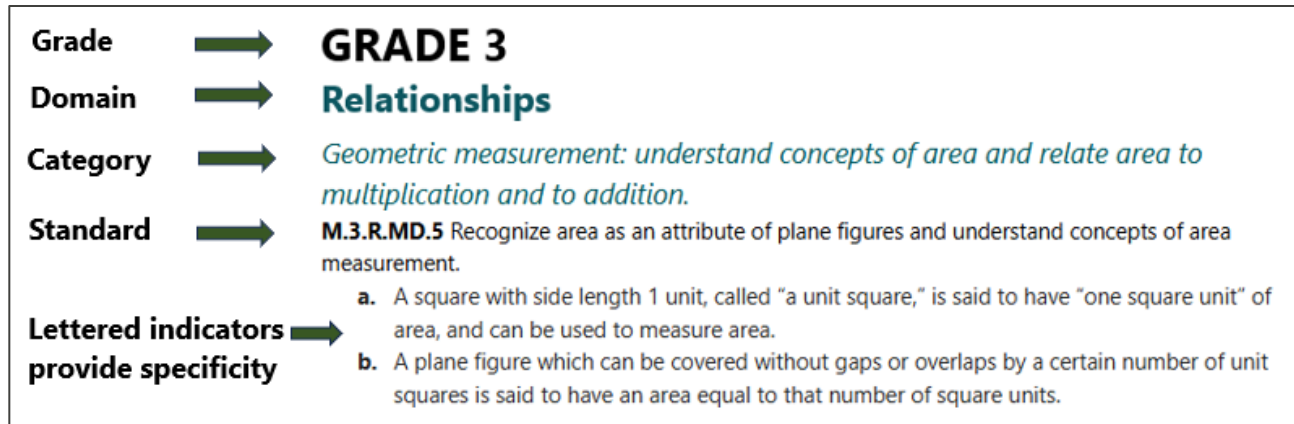 Grade GRADE 3
Domain Relationships
Category Geometric measurement: understand concepts of area and relate area to
multiplication and to addition.
Standard M.3.R.MD.5 Recognize area as an attribute of plane figures and understand concepts of area
measurement.
a. A square with side length 1 unit, called “a unit square,” is said to have “one square unit” of
Lettered indicators area, and can be used to measure area.
provide specificity b. A plane figure which can be covered without gaps or overlaps by a certain number of unit
squares is said to have an area equal to that number of square units.